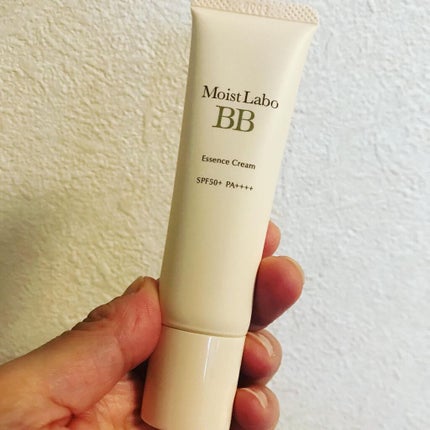 Moist Labo
BB
Essence Cream
SPF50+ PA++++